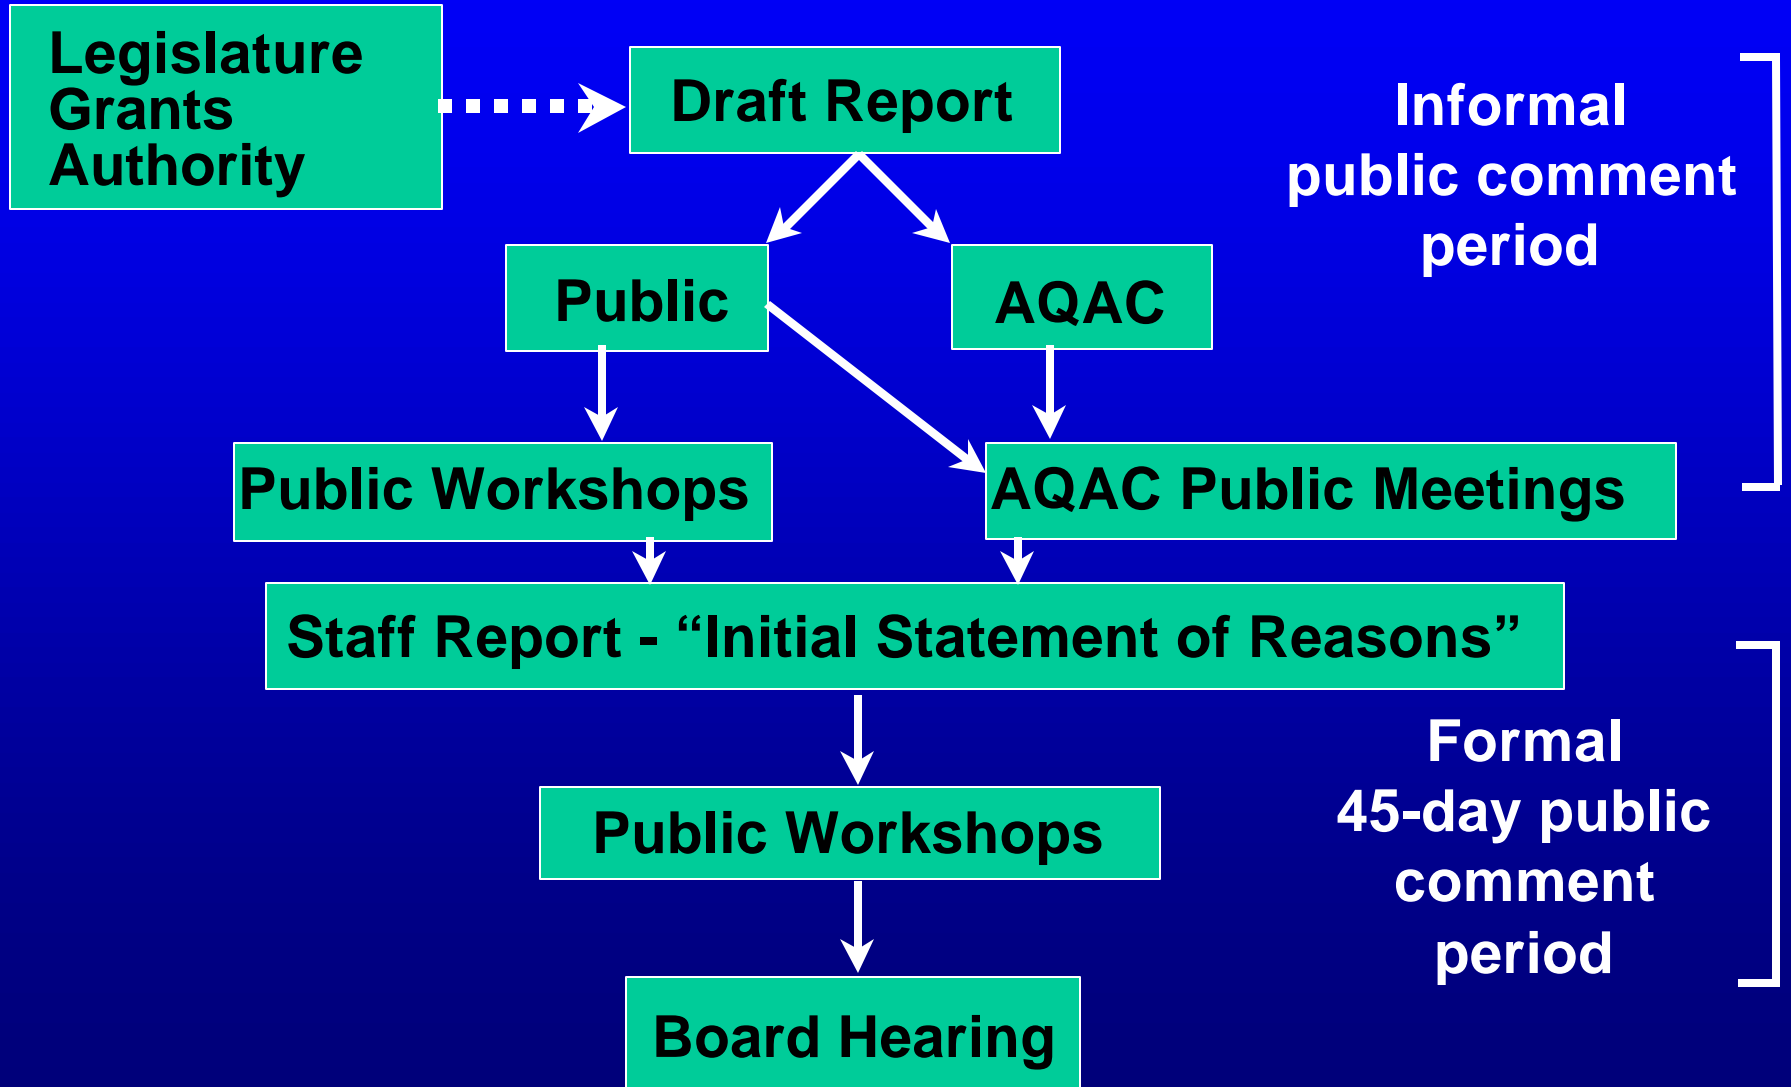 Legislature
Grants
Authority
Draft Report
Informal
public comment
period
Public
AQAC
Public Workshops
AQAC Public Meetings
Staff Report - “Initial Statement of Reasons”
Formal
45-day public
comment
period
Public Workshops
Board Hearing